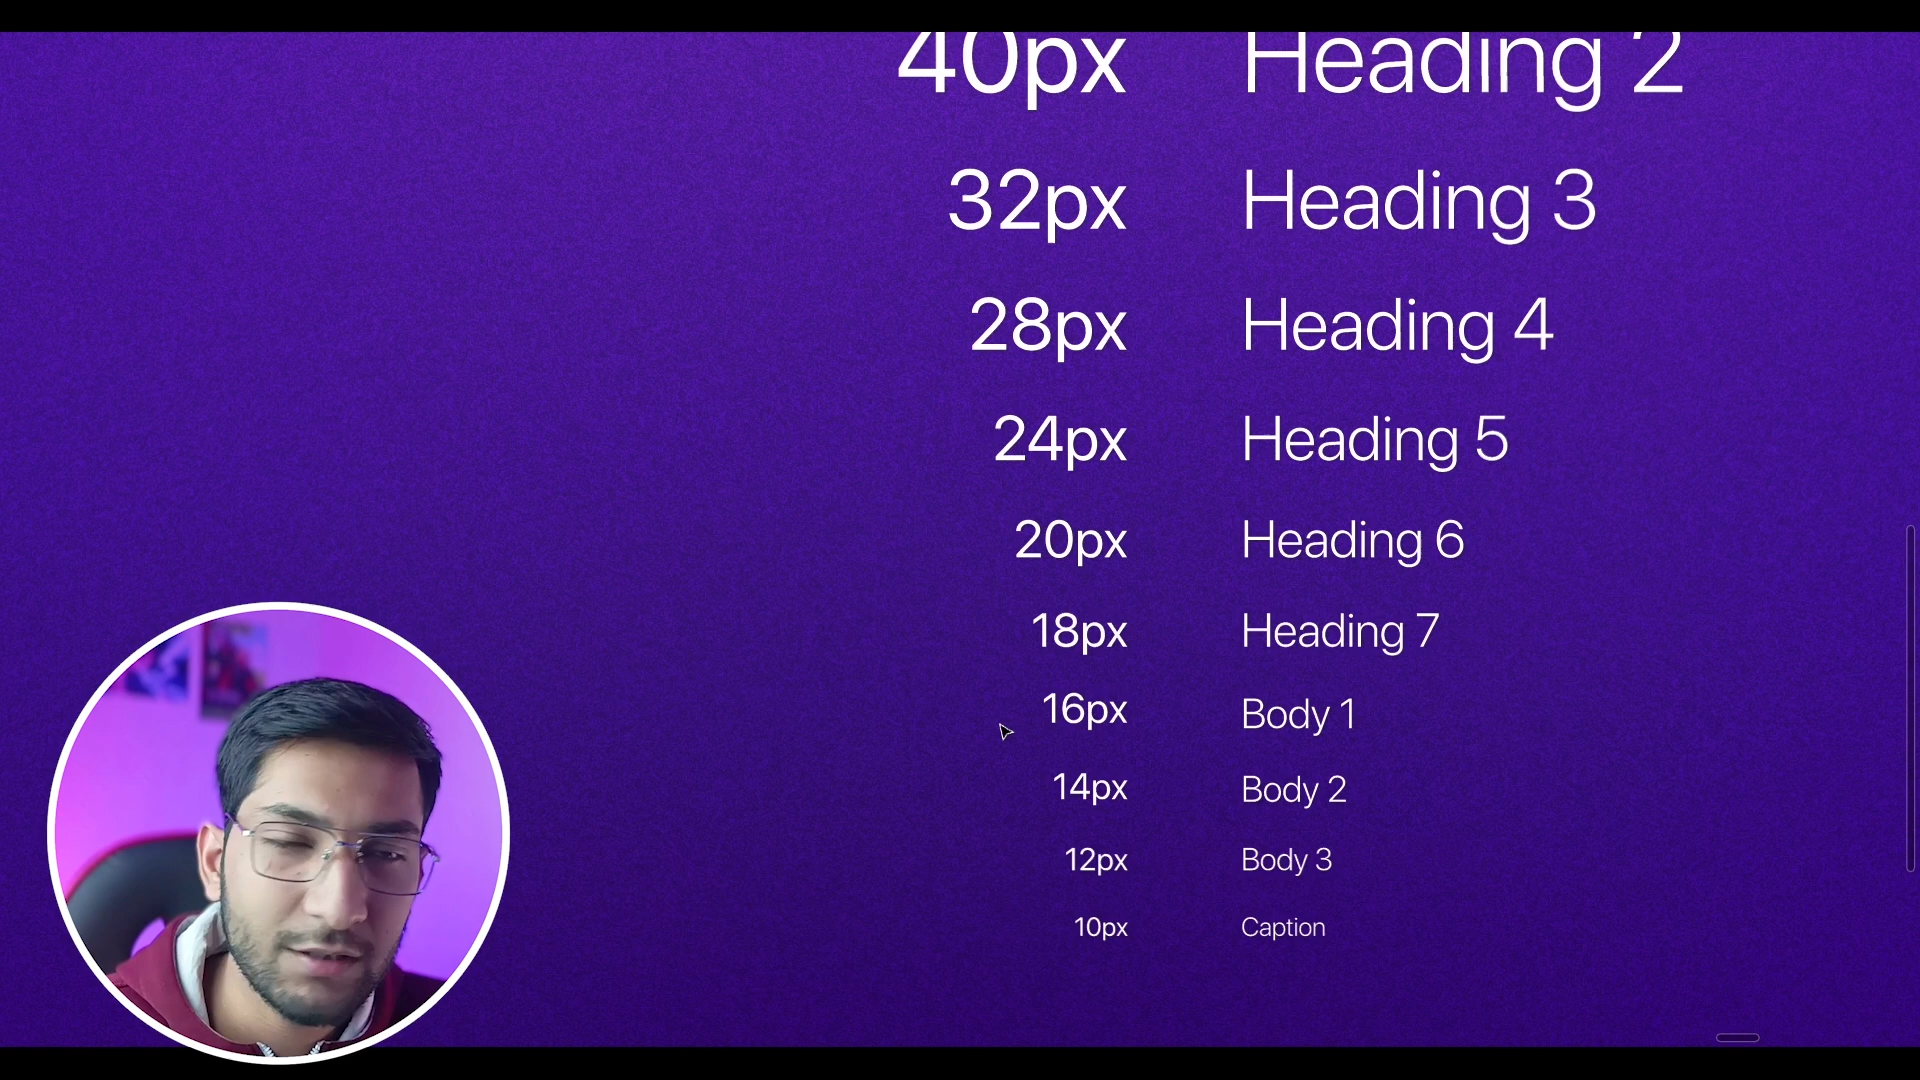 40px Heading 2
32px Heading 3
28px Heading 4
24px Heading 5
20px Heading 6
18px Heading 7
16px Body 1
14px Body 2
12px Body 3
10px Caption